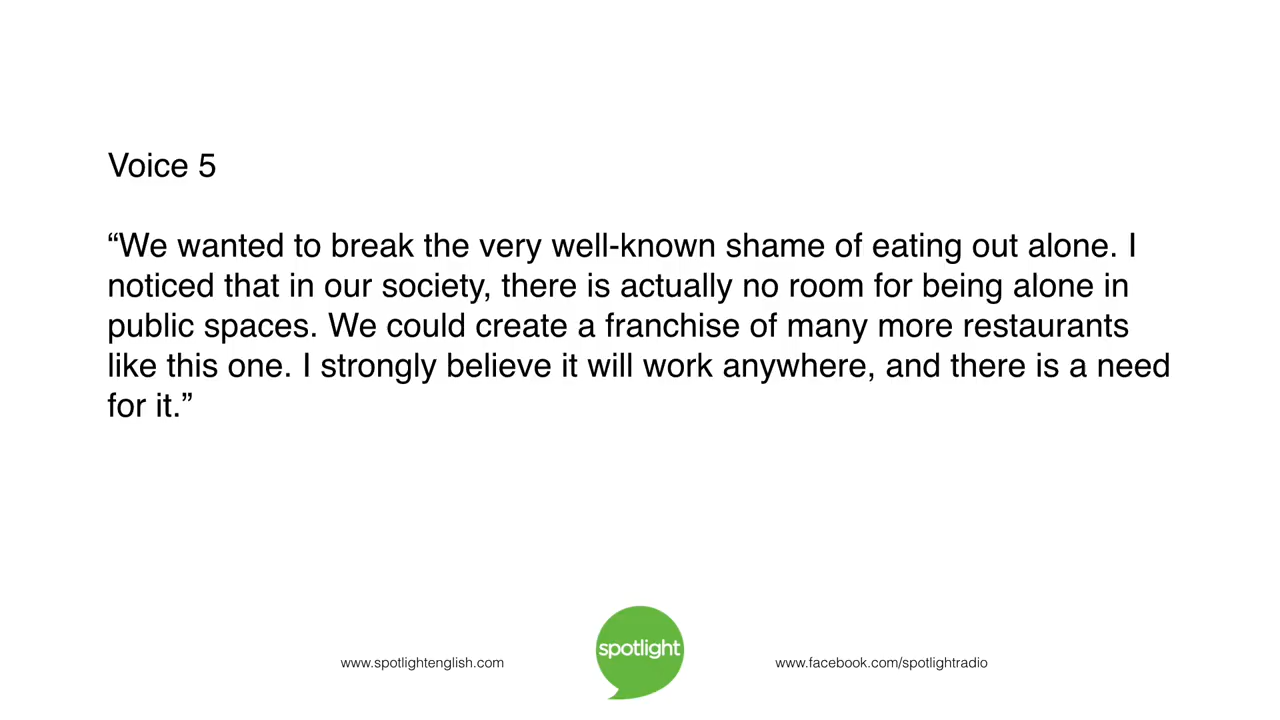 Voice 5
“We wanted to break the very well-known shame of eating out alone. I
noticed that in our society, there is actually no room for being alone in
public spaces. We could create a franchise of many more restaurants
like this one. I strongly believe it will work anywhere, and there is a need
for it.”
spotlight
www.spotlightenglish.com
www.facebook.com/spotlightradio